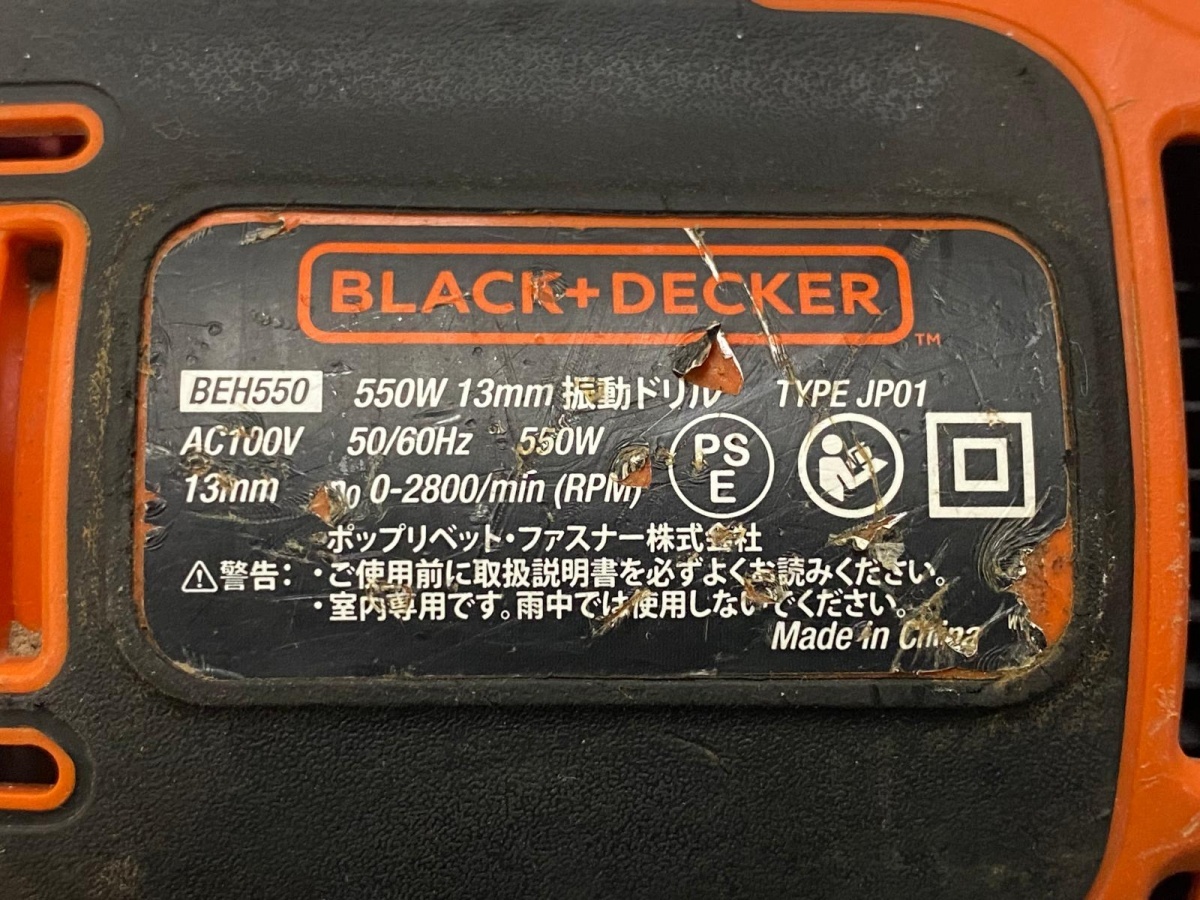 BLACK+DECKER™
BEH550 550W 13mm 振動ドリル TYPE JP01
AC100V 50/60Hz 550W
13mm n0 0-2800/min (RPM)
PS
E
ポップリベット・ファスナー株式会社
⚠警告：・ご使用前に取扱説明書を必ずよくお読みください。
・室内専用です。雨中では使用しないでください。
Made in China